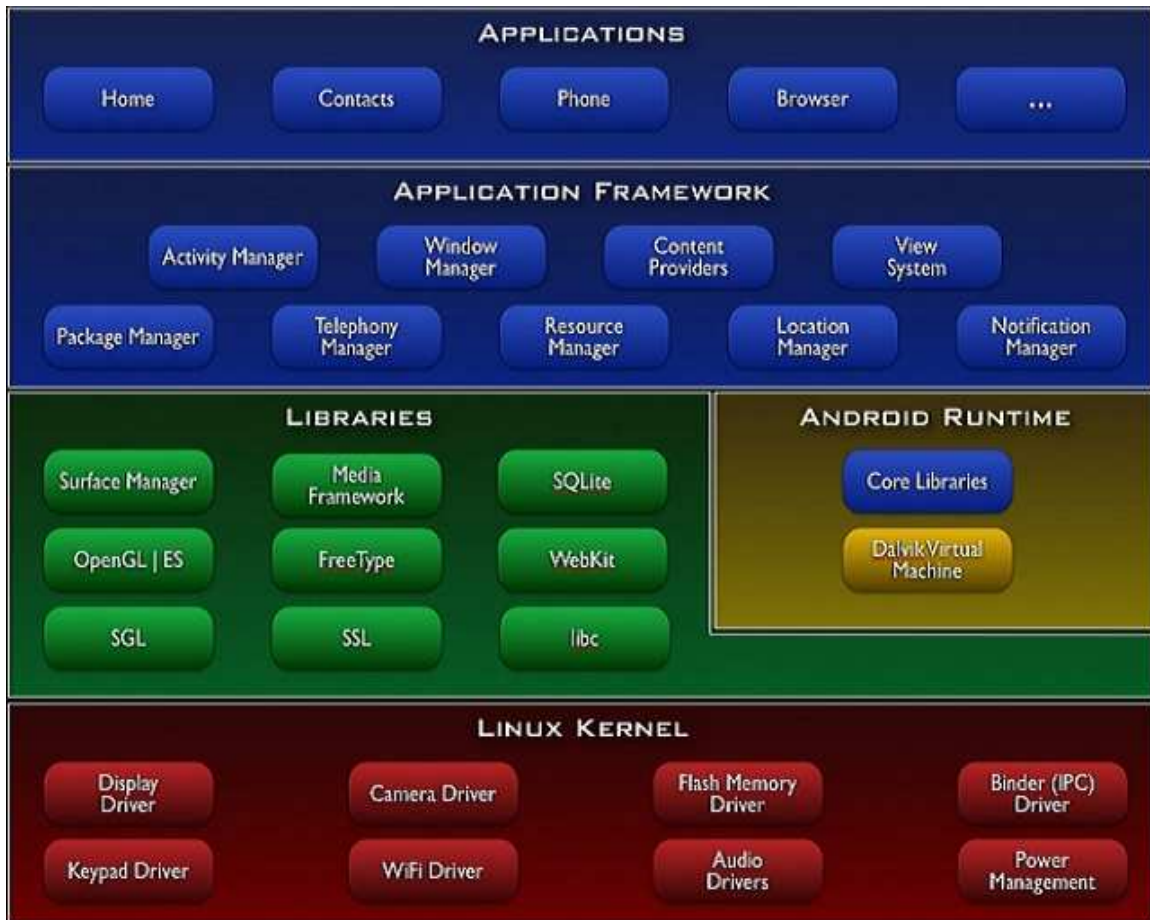 APPLICATIONS
Home
Contacts
Phone
Browser
...
APPLICATION FRAMEWORK
Activity Manager
Window
Manager
Content
Providers
View
System
Package Manager
Telephony
Manager
Resource
Manager
Location
Manager
Notification
Manager
LIBRARIES
Surface Manager
Media
Framework
SQLite
OpenGL | ES
FreeType
WebKit
SGL
SSL
libc
ANDROID RUNTIME
Core Libraries
Dalvik Virtual
Machine
LINUX KERNEL
Display
Driver
Camera Driver
Flash Memory
Driver
Binder (IPC)
Driver
Keypad Driver
WiFi Driver
Audio
Drivers
Power
Management